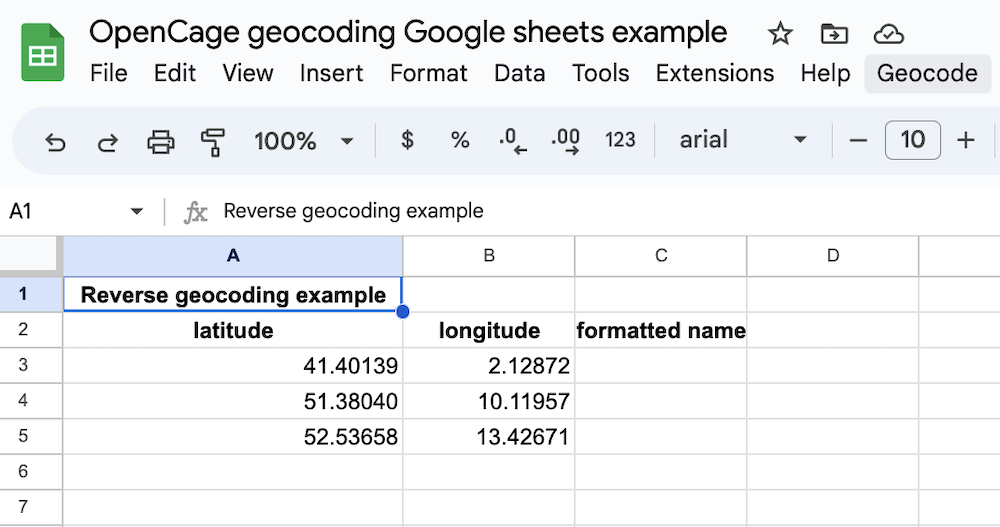 OpenCage geocoding Google sheets example
File Edit View Insert Format Data Tools Extensions Help Geocode
100% $ % .0 .00 123 arial 10
A1 fx Reverse geocoding example
A B C D
1 Reverse geocoding example
2 latitude longitude formatted name
3 41.40139 2.12872
4 51.38040 10.11957
5 52.53658 13.42671
6
7